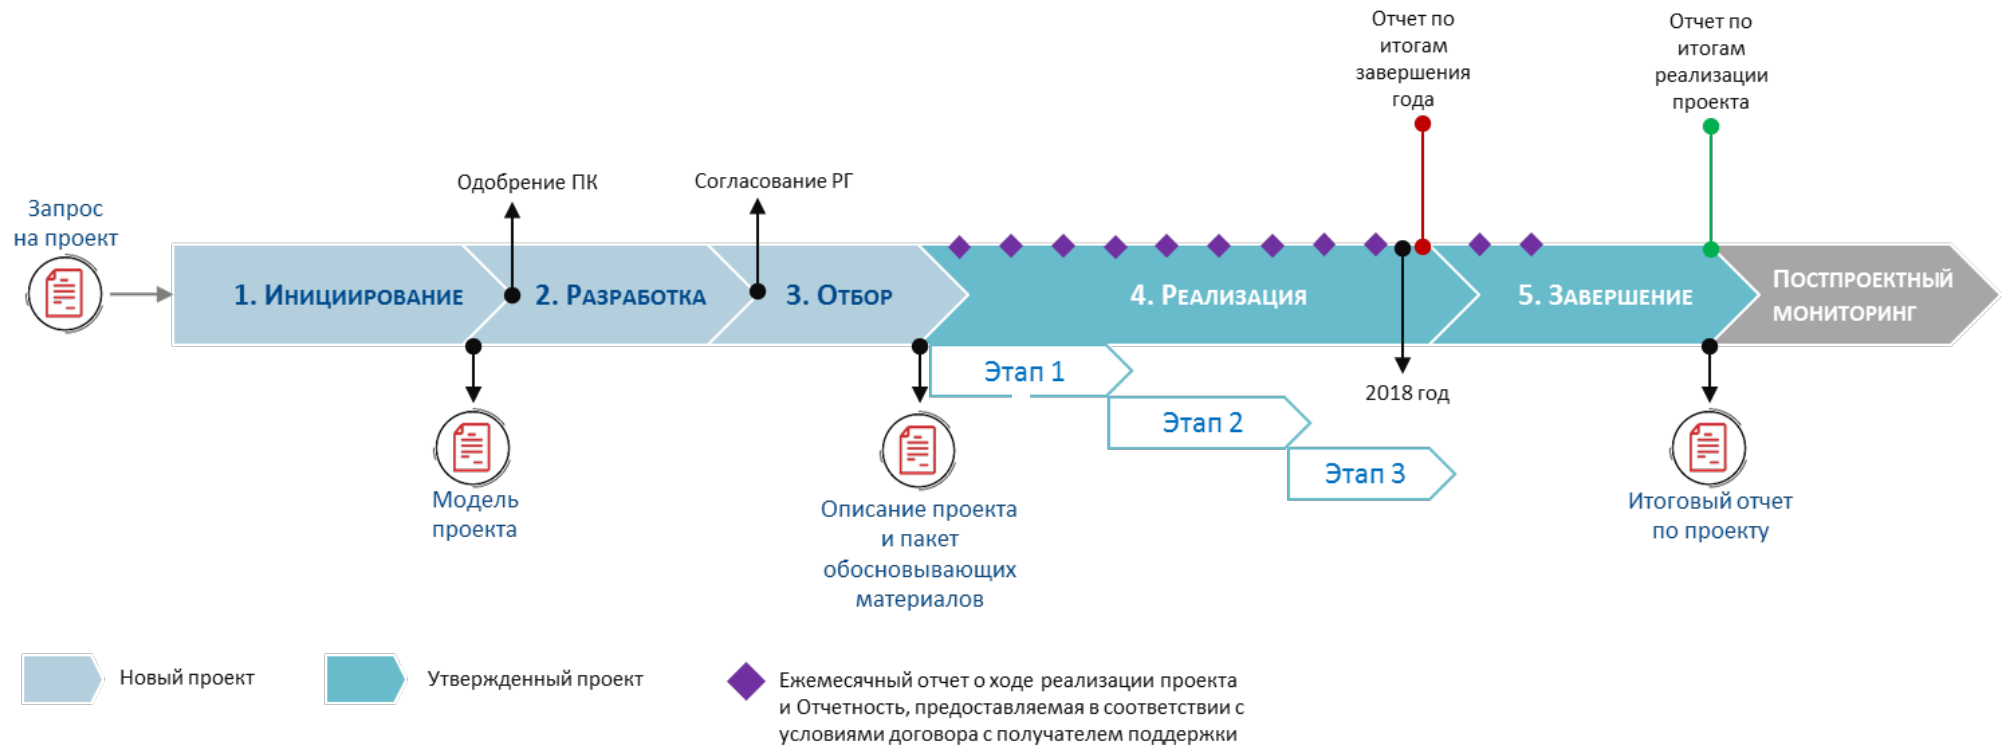 Отчет по
итогам
завершения
года
Отчет по
итогам
реализации
проекта
Одобрение ПК
Согласование РГ
Запрос
на проект
1. Инициирование
2. Разработка
3. Отбор
4. Реализация
5. Завершение
Постпроектный
мониторинг
Этап 1
Этап 2
Этап 3
2018 год
Модель
проекта
Описание проекта
и пакет
обосновывающих
материалов
Итоговый отчет
по проекту
Новый проект
Утвержденный проект
Ежемесячный отчет о ходе реализации проекта
и Отчетность, предоставляемая в соответствии с
условиями договора с получателем поддержки